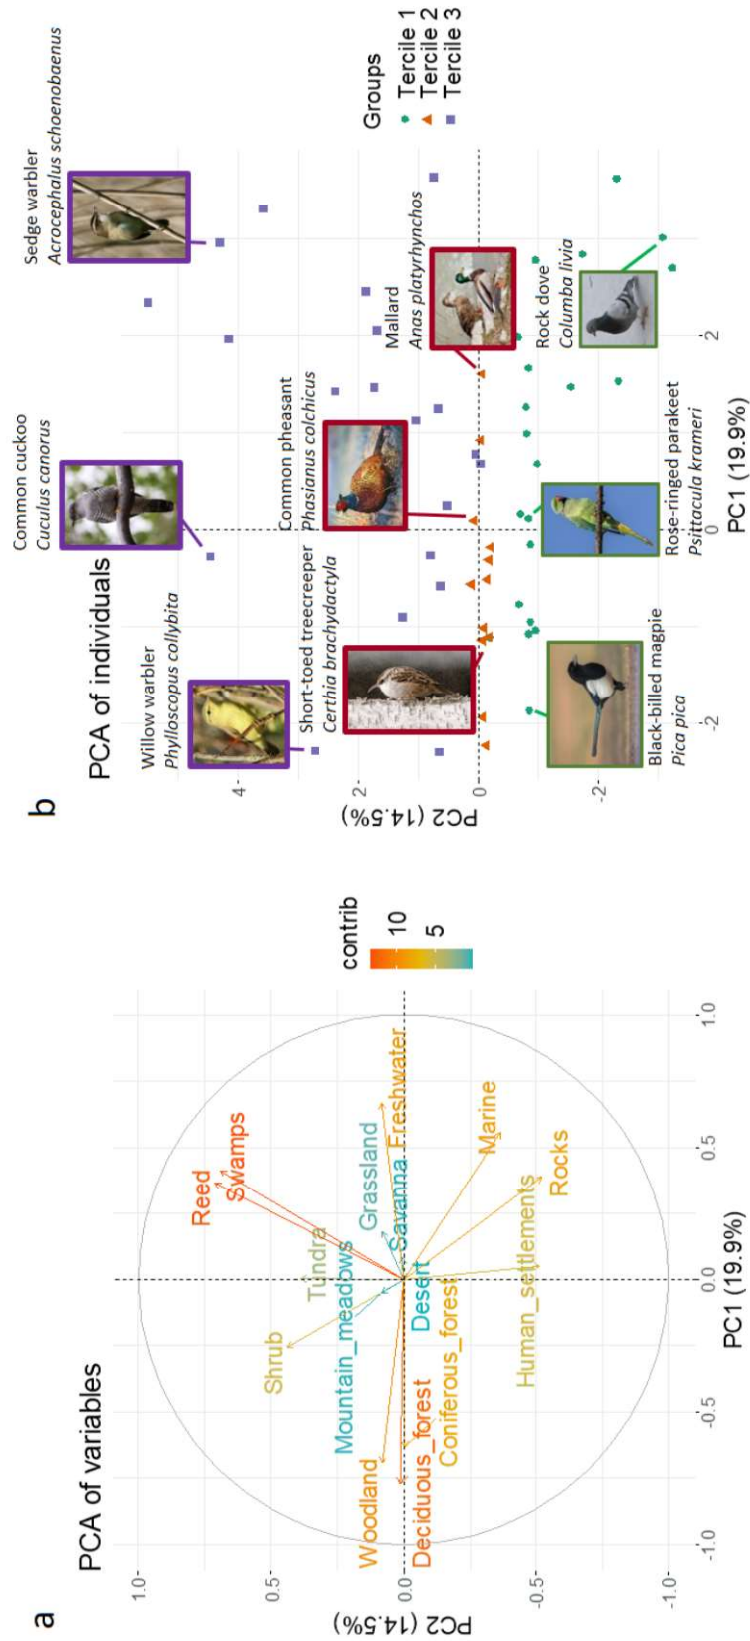 a
PCA of variables
PC2 (14.5%)
1.0
0.5
0.0
-0.5
-1.0
-1.0
-0.5
0.0
0.5
1.0
PC1 (19.9%)
Reed
Swamps
Tundra
Shrub
Mountain_meadows
Grassland
Savanna
Freshwater
Desert
Woodland
Deciduous_forest
Coniferous_forest
Human_settlements
Marine
Rocks
contrib
10
5
b
PCA of individuals
PC2 (14.5%)
4
2
0
-2
-2
0
2
PC1 (19.9%)
Willow warbler
Phylloscopus collybita
Common cuckoo
Cuculus canorus
Sedge warbler
Acrocephalus schoenobaenus
Short-toed treecreeper
Certhia brachydactyla
Common pheasant
Phasianus colchicus
Mallard
Anas platyrhynchos
Black-billed magpie
Pica pica
Rose-ringed parakeet
Psittacula krameri
Rock dove
Columba livia
Groups
Tercile 1
Tercile 2
Tercile 3